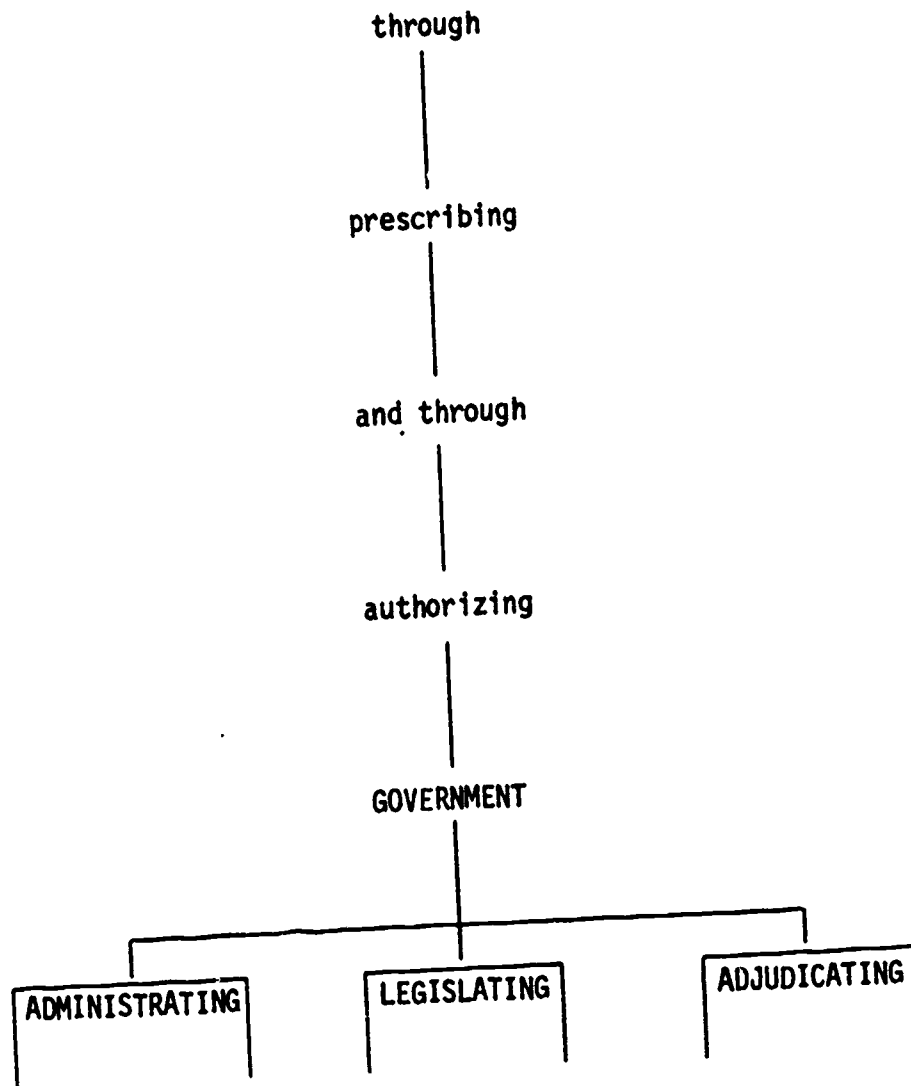 through
prescribing
and through
authorizing
GOVERNMENT
ADMINISTRATING LEGISLATING ADJUDICATING